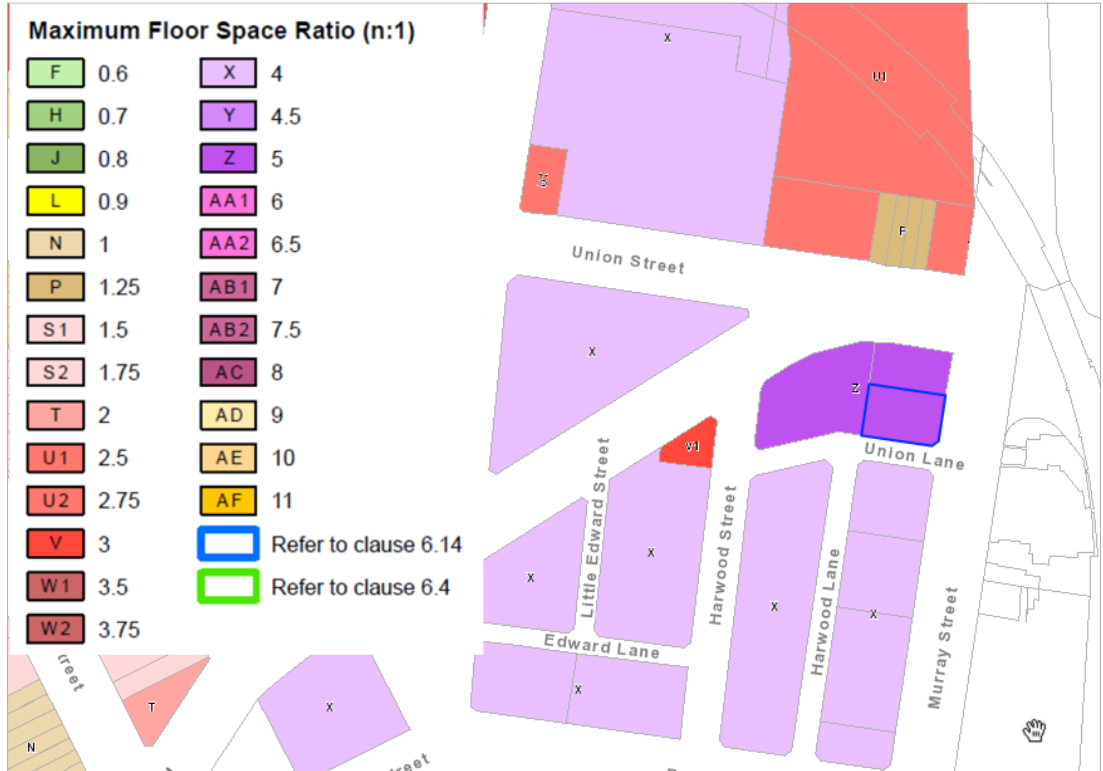 Maximum Floor Space Ratio (n:1)
F 0.6
H 0.7
J 0.8
L 0.9
N 1
P 1.25
S1 1.5
S2 1.75
T 2
U1 2.5
U2 2.75
V 3
W1 3.5
W2 3.75
X 4
Y 4.5
Z 5
AA1 6
AA2 6.5
AB1 7
AB2 7.5
AC 8
AD 9
AE 10
AF 11
Refer to clause 6.14
Refer to clause 6.4
X
U1
F
Union Street
X
Z
V1
Union Lane
Little Edward Street
X
X
Harwood Street
X
Harwood Lane
X
Murray Street
Edward Lane
X
T
X
N
reet
reet